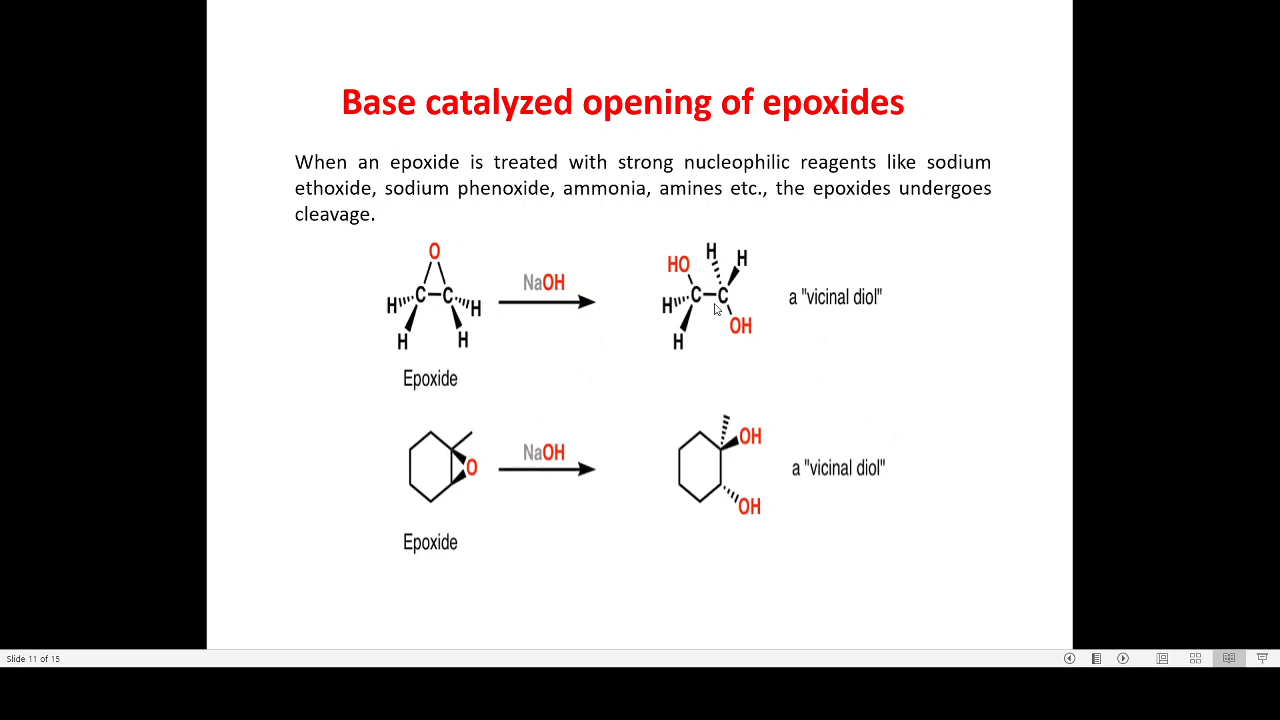 Base catalyzed opening of epoxides
When an epoxide is treated with strong nucleophilic reagents like sodium
ethoxide, sodium phenoxide, ammonia, amines etc., the epoxides undergoes
cleavage.
O
C C
H H
H H
NaOH
HO H H
H C C
H OH
a "vicinal diol"
Epoxide
O
NaOH
OH
OH
a "vicinal diol"
Epoxide
Slide 11 of 15